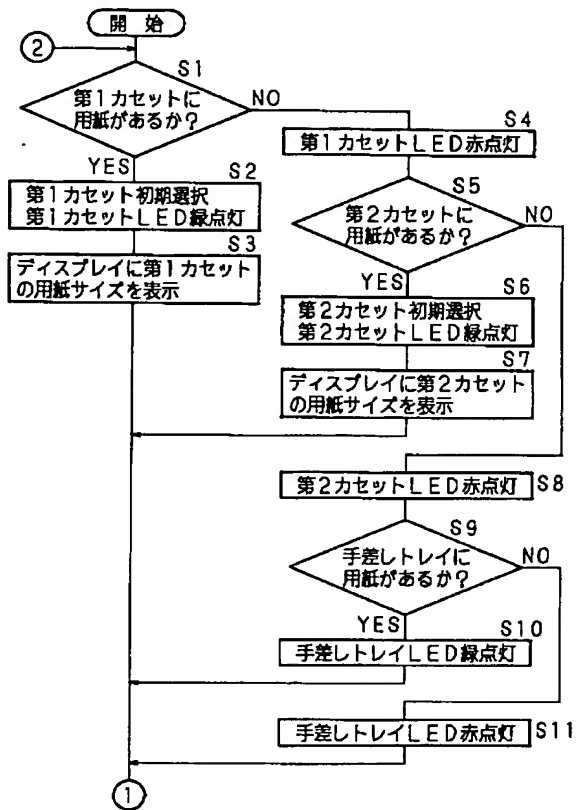 開始
②
S1
第1カセットに
用紙があるか?
NO
YES
S2
第1カセット初期選択
第1カセットLED緑点灯
S3
ディスプレイに第1カセット
の用紙サイズを表示
S4
第1カセットLED赤点灯
S5
第2カセットに
用紙があるか?
NO
YES
S6
第2カセット初期選択
第2カセットLED緑点灯
S7
ディスプレイに第2カセット
の用紙サイズを表示
第2カセットLED赤点灯 S8
S9
手差しトレイに
用紙があるか?
NO
YES
S10
手差しトレイLED緑点灯
手差しトレイLED赤点灯 S11
①